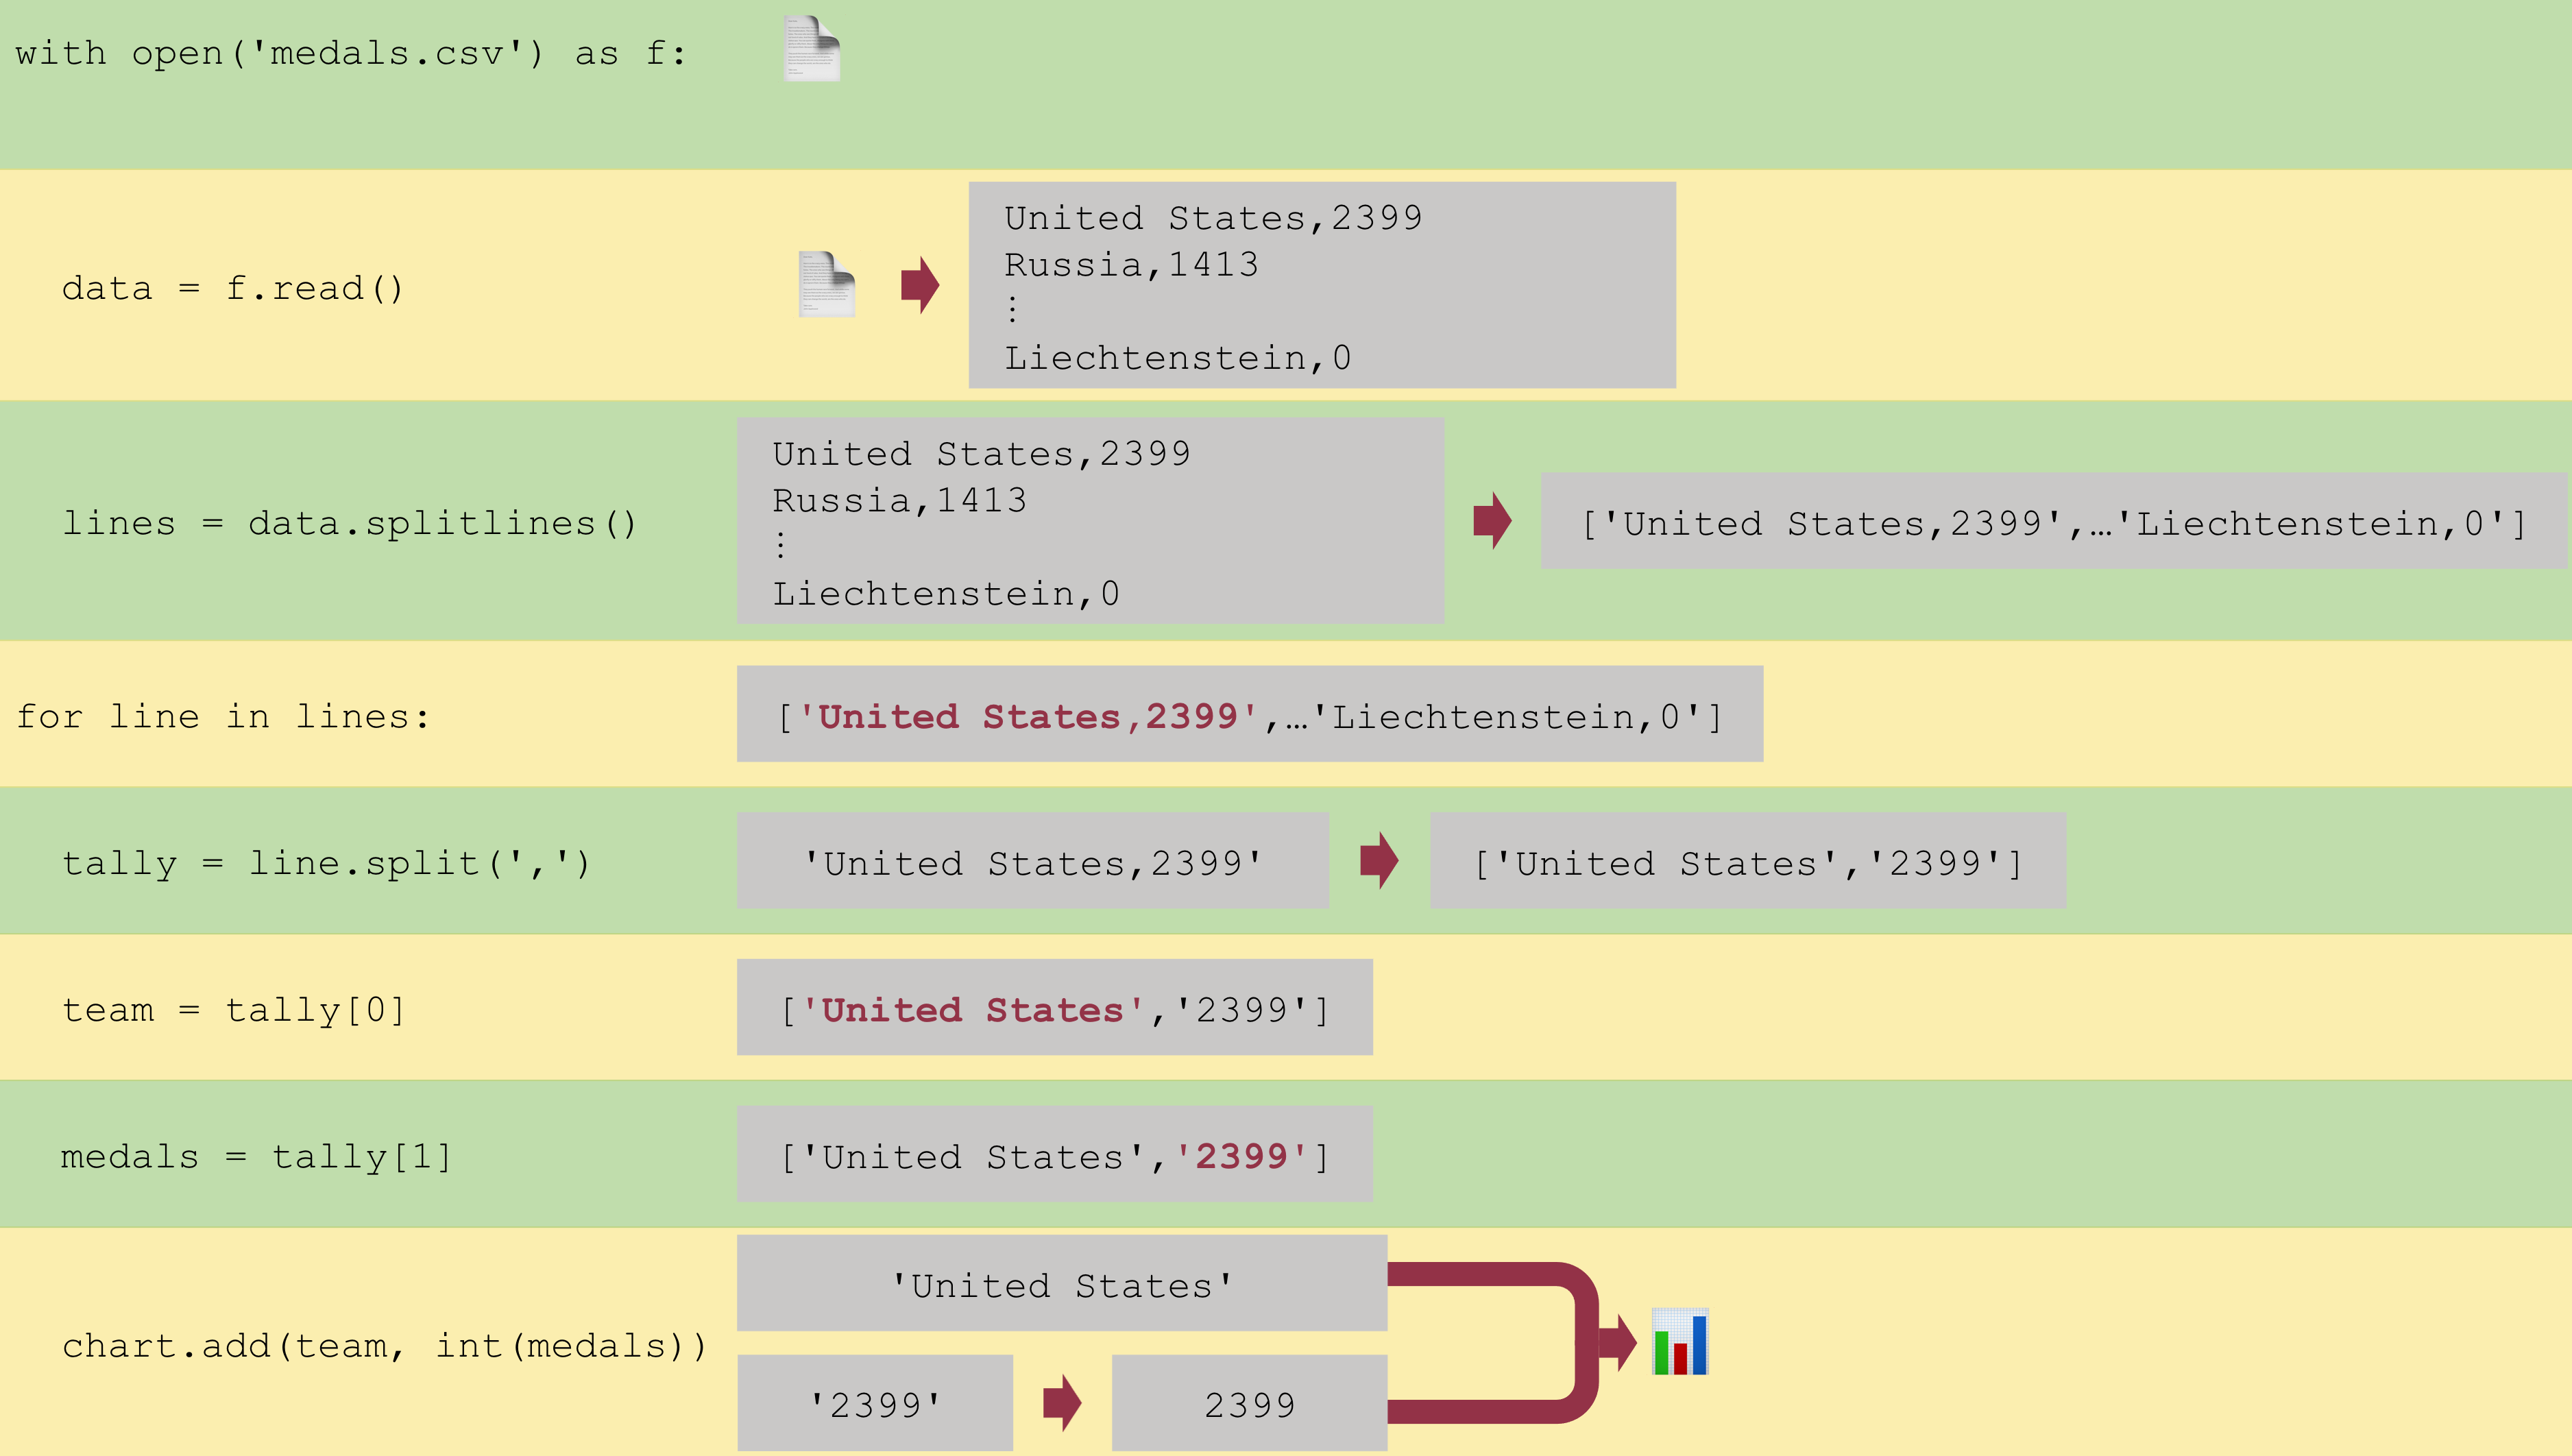 with open('medals.csv') as f:
data = f.read()
United States,2399
Russia,1413
⋮
Liechtenstein,0
lines = data.splitlines()
United States,2399
Russia,1413
⋮
Liechtenstein,0
['United States,2399',…'Liechtenstein,0']
for line in lines:
['United States,2399',…'Liechtenstein,0']
tally = line.split(',')
'United States,2399'
['United States','2399']
team = tally[0]
['United States','2399']
medals = tally[1]
['United States','2399']
chart.add(team, int(medals))
'United States'
'2399'
2399